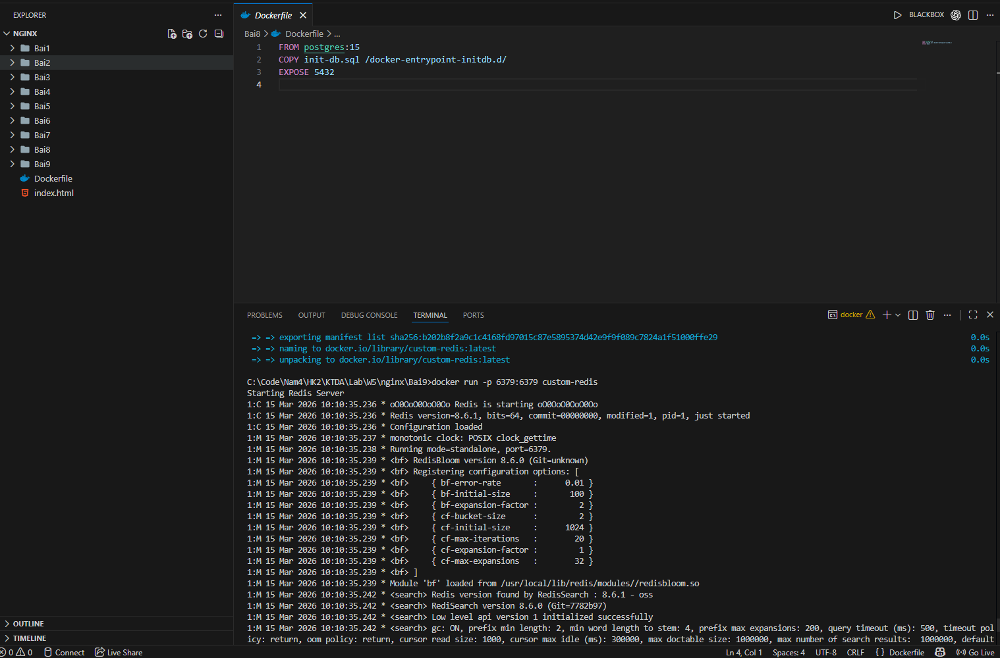 EXPLORER
NGINX
Bai1
Bai2
Bai3
Bai4
Bai5
Bai6
Bai7
Bai8
Bai9
Dockerfile
index.html
OUTLINE
TIMELINE
Dockerfile
BLACKBOX
Bai8 > Dockerfile > ...
1 FROM postgres:15
2 COPY init-db.sql /docker-entrypoint-initdb.d/
3 EXPOSE 5432
4
PROBLEMS OUTPUT DEBUG CONSOLE TERMINAL PORTS
docker
=> => exporting manifest list sha256:b202b8f2a9c1c4168fd97015c87e5895374d42e9f9f089c7824a1f51000ffe29 0.0s
=> => naming to docker.io/library/custom-redis:latest 0.0s
=> => unpacking to docker.io/library/custom-redis:latest 0.0s
C:\Code\Nam4\HK2\KTDA\Lab\W5\nginx\Bai9>docker run -p 6379:6379 custom-redis
Starting Redis Server
1:C 15 Mar 2026 10:10:35.236 * oO0OoO0OoO0Oo Redis is starting oO0OoO0OoO0Oo
1:C 15 Mar 2026 10:10:35.236 * Redis version=8.6.1, bits=64, commit=00000000, modified=1, pid=1, just started
1:C 15 Mar 2026 10:10:35.236 * Configuration loaded
1:M 15 Mar 2026 10:10:35.237 * monotonic clock: POSIX clock_gettime
1:M 15 Mar 2026 10:10:35.238 * Running mode=standalone, port=6379.
1:M 15 Mar 2026 10:10:35.239 * <bf> RedisBloom version 8.6.0 (Git=unknown)
1:M 15 Mar 2026 10:10:35.239 * <bf> Registering configuration options: [
1:M 15 Mar 2026 10:10:35.239 * <bf> { bf-error-rate : 0.01 }
1:M 15 Mar 2026 10:10:35.239 * <bf> { bf-initial-size : 100 }
1:M 15 Mar 2026 10:10:35.239 * <bf> { bf-expansion-factor : 2 }
1:M 15 Mar 2026 10:10:35.239 * <bf> { cf-bucket-size : 2 }
1:M 15 Mar 2026 10:10:35.239 * <bf> { cf-initial-size : 1024 }
1:M 15 Mar 2026 10:10:35.239 * <bf> { cf-max-iterations : 20 }
1:M 15 Mar 2026 10:10:35.239 * <bf> { cf-expansion-factor : 1 }
1:M 15 Mar 2026 10:10:35.239 * <bf> { cf-max-expansions : 32 }
1:M 15 Mar 2026 10:10:35.239 * <bf> ]
1:M 15 Mar 2026 10:10:35.239 * Module 'bf' loaded from /usr/local/lib/redis/modules//redisbloom.so
1:M 15 Mar 2026 10:10:35.242 * <search> Redis version found by RedisSearch : 8.6.1 - oss
1:M 15 Mar 2026 10:10:35.242 * <search> RediSearch version 8.6.0 (Git=7782b97)
1:M 15 Mar 2026 10:10:35.242 * <search> Low level api version 1 initialized successfully
1:M 15 Mar 2026 10:10:35.242 * <search> gc: ON, prefix min length: 2, min word length to stem: 4, prefix max expansions: 200, query timeout (ms): 500, timeout pol
icy: return, oom policy: return, cursor read size: 1000, cursor max idle (ms): 300000, max doctable size: 1000000, max number of search results:  1000000, default
0 0 Connect Live Share Ln 4, Col 1 Spaces: 4 UTF-8 CRLF { } Dockerfile Go Live